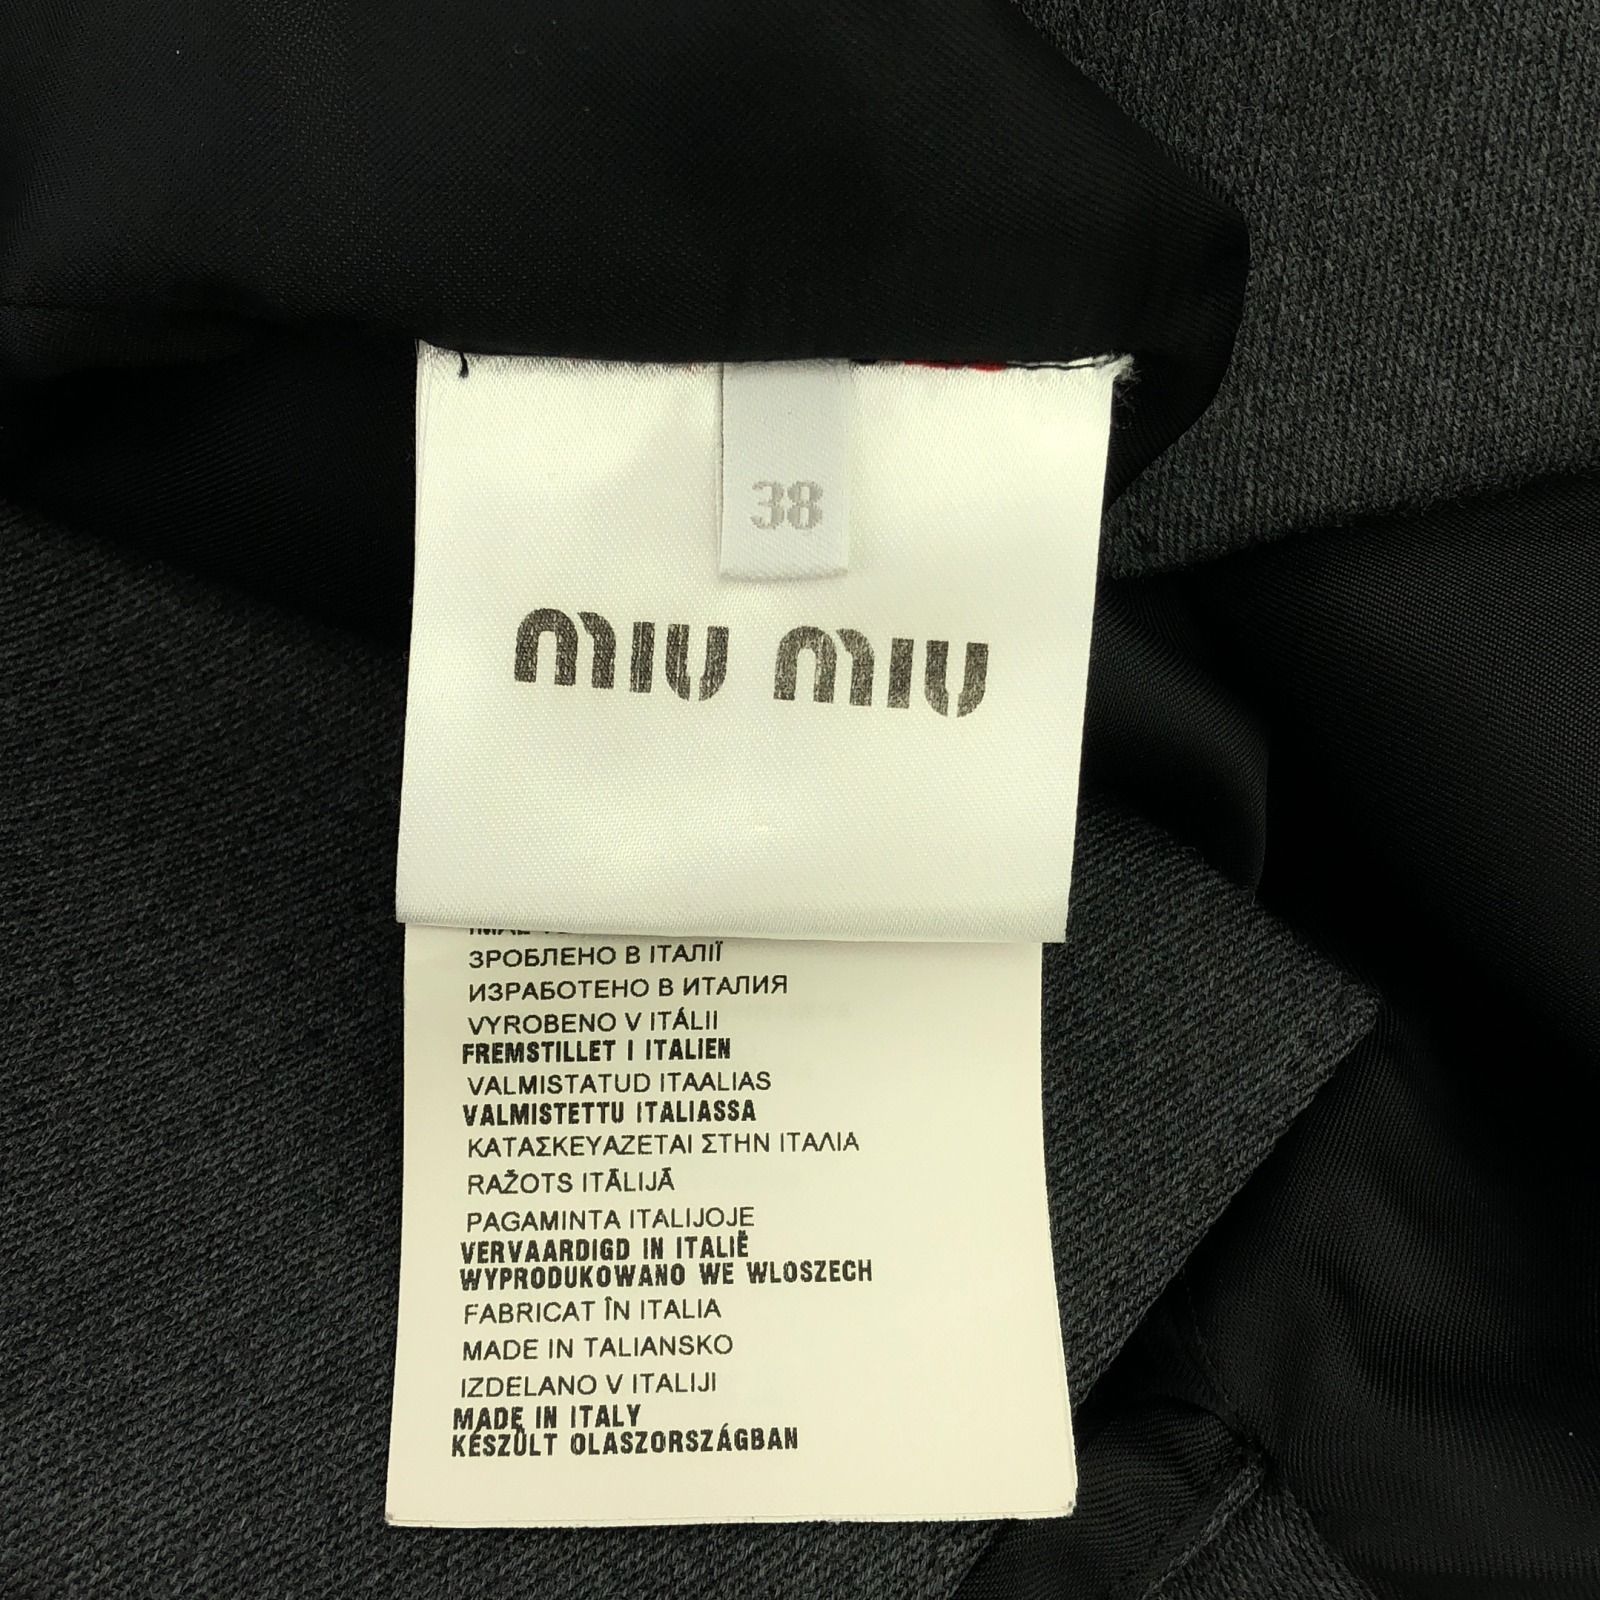 38
MIU MIU
ЗРОБЛЕНО В ІТАЛІЇ
ИЗРАБОТЕНО В ИТАЛИЯ
VYROBENO V ITÁLII
FREMSTILLET I ITALIEN
VALMISTATUD ITAALIAS
VALMISTETTU ITALIASSA
ΚΑΤΑΣΚΕΥΑΖΕΤΑΙ ΣΤΗΝ ΙΤΑΛΙΑ
RAŽOTS ITĀLIJĀ
PAGAMINTA ITALIJOJE
VERVAARDIGD IN ITALIË
WYPRODUKOWANO WE WLOSZECH
FABRICAT ÎN ITALIA
MADE IN TALIANSKO
IZDELANO V ITALIJI
MADE IN ITALY
KÉSZÜLT OLASZORSZÁGBAN